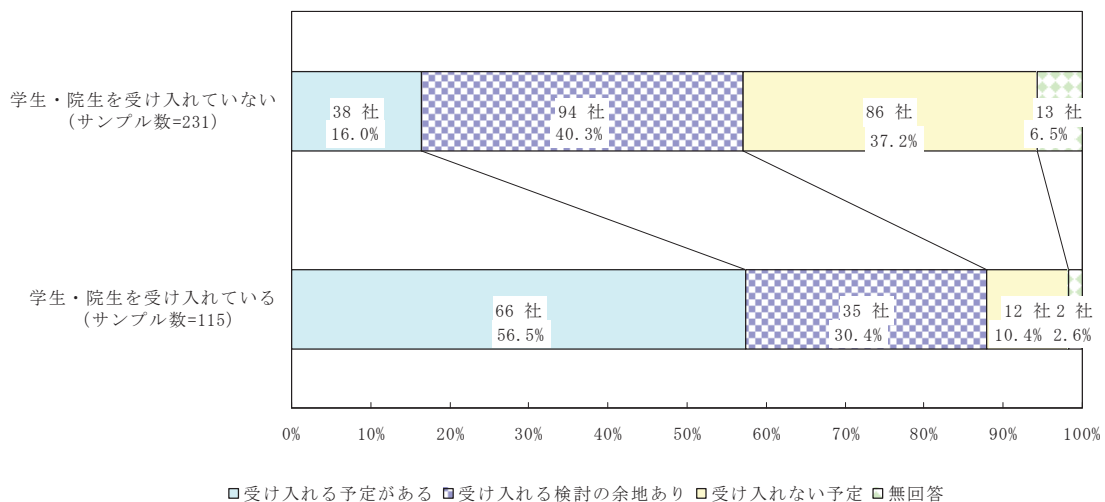 学生・院生を受け入れていない
(サンプル数=231)
38 社
16.0%
94 社
40.3%
86 社
37.2%
13 社
6.5%
学生・院生を受け入れている
(サンプル数=115)
66 社
56.5%
35 社
30.4%
12 社
10.4%
2 社
2.6%
0% 10% 20% 30% 40% 50% 60% 70% 80% 90% 100%
受け入れる予定がある 受け入れる検討の余地あり 受け入れない予定 無回答